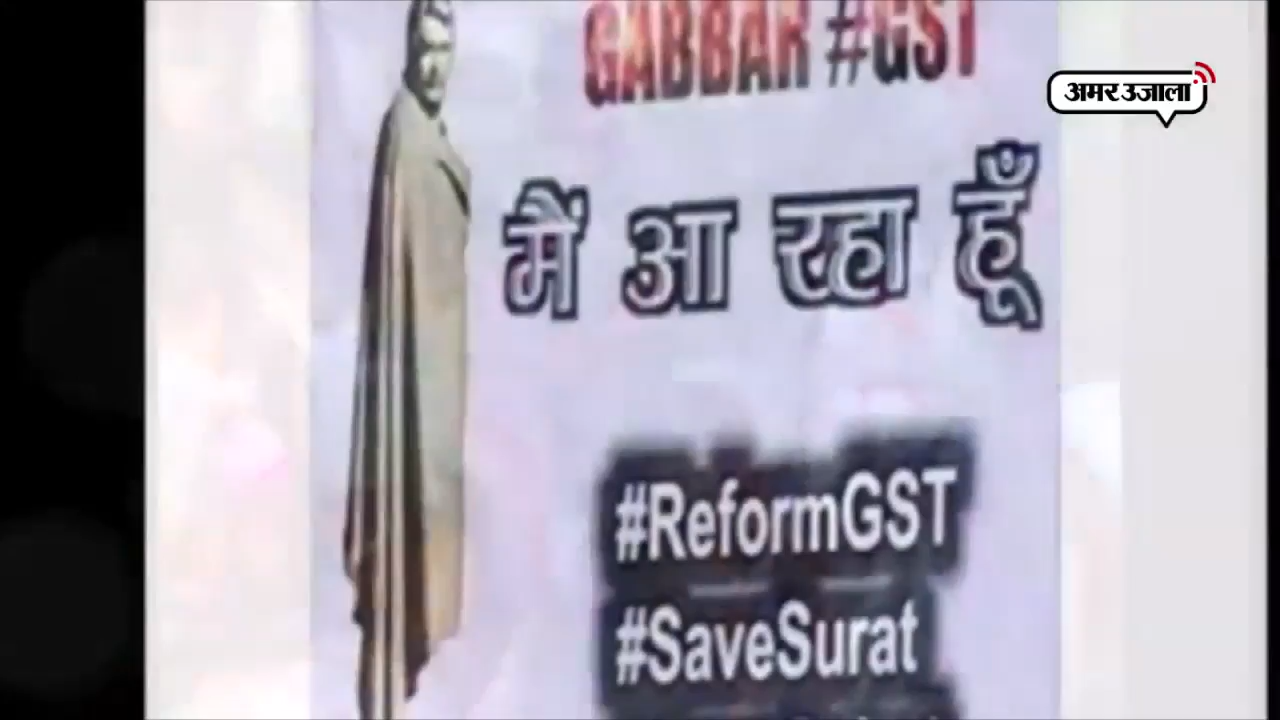 GABBAR #GST
अमर उजाला
मैं आ रहा हूँ
#ReformGST
#SaveSurat